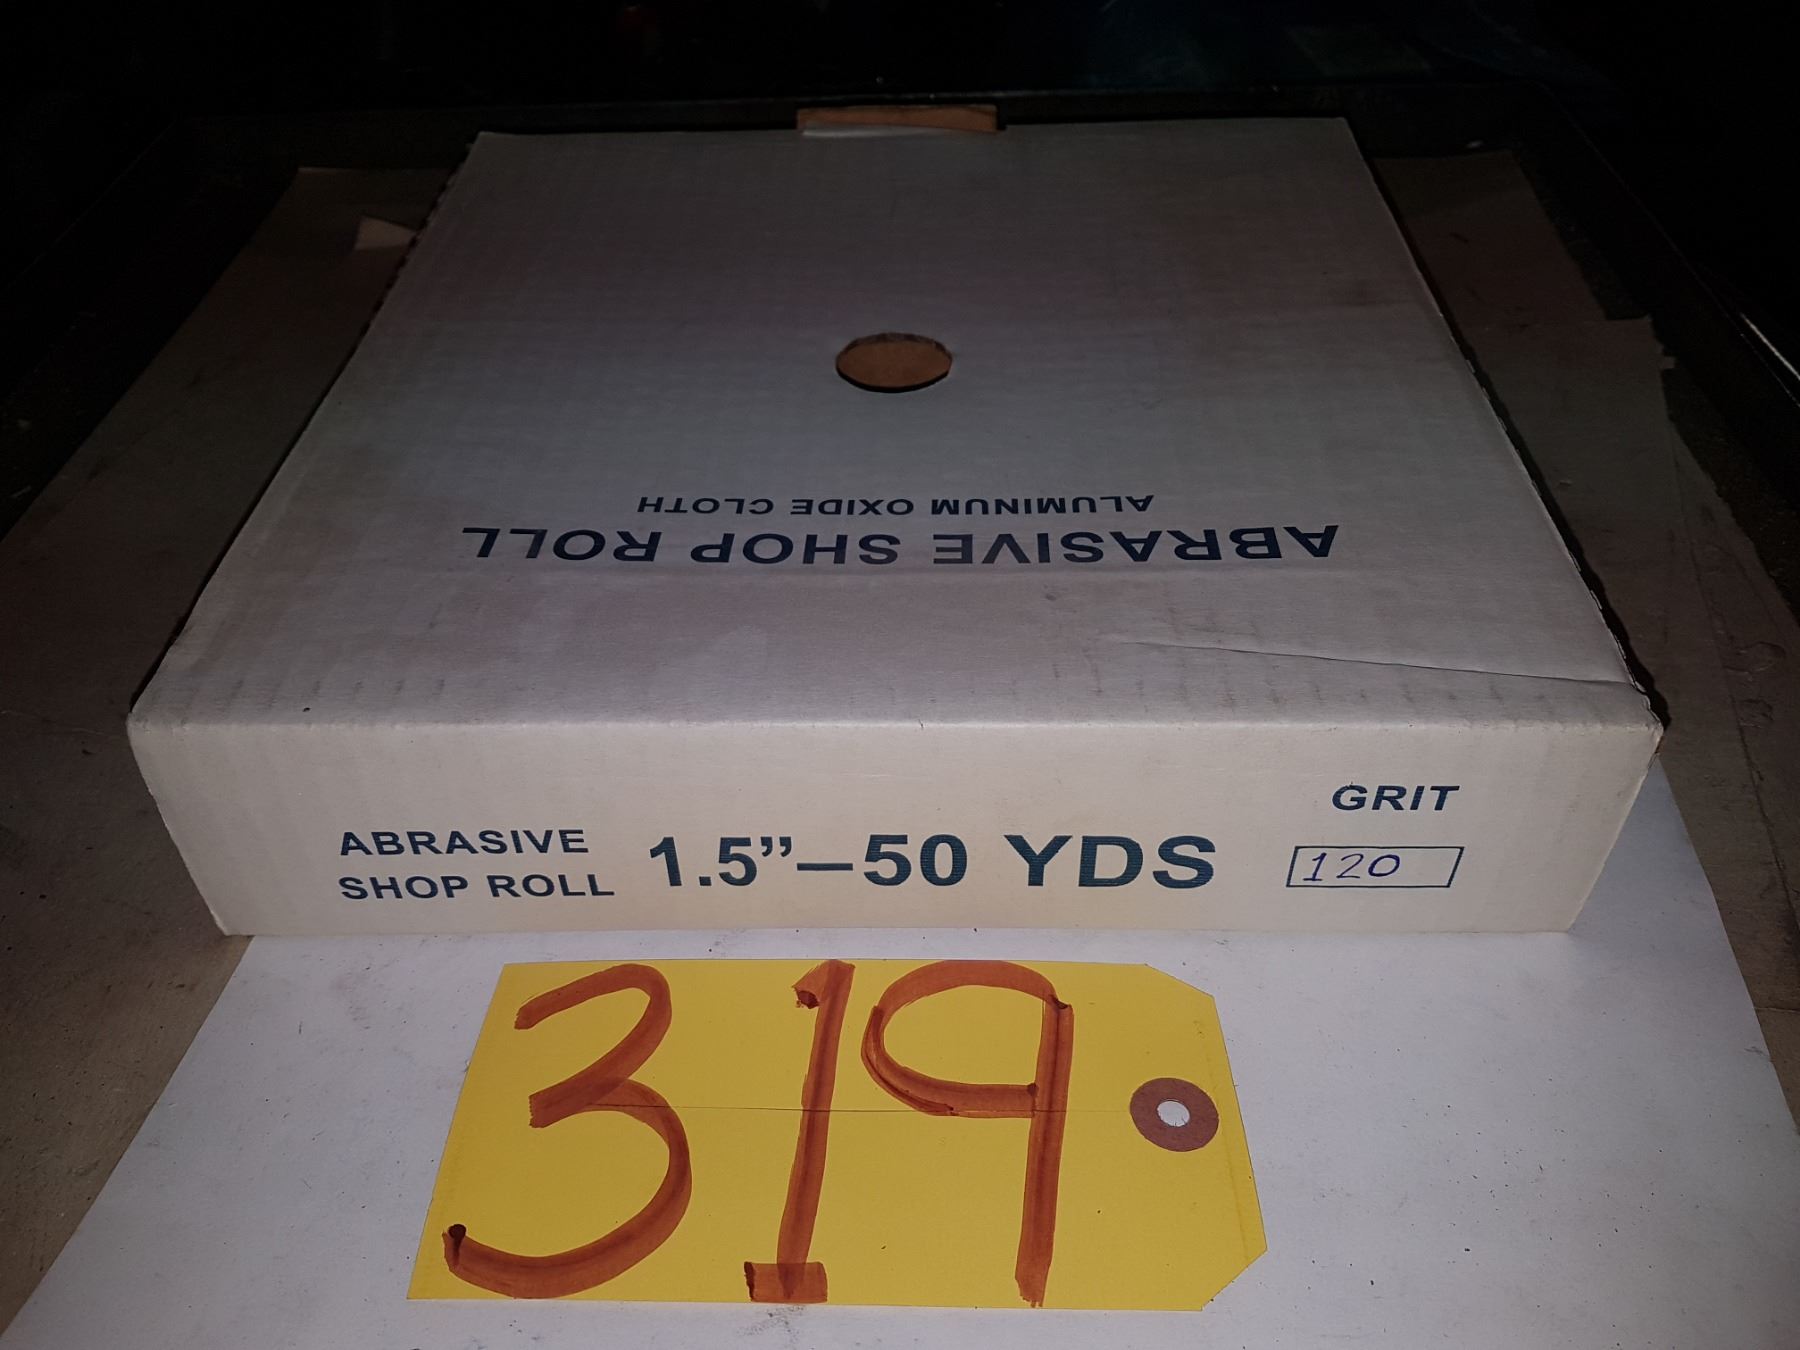 ABRASIVE SHOP ROLL
ALUMINUM OXIDE CLOTH
ABRASIVE
SHOP ROLL
1.5”–50 YDS
GRIT
120
319